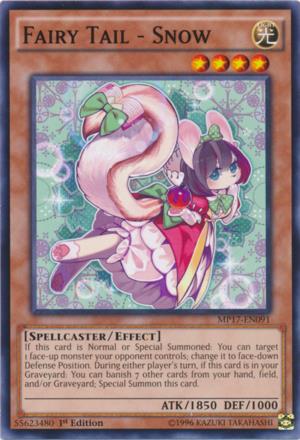 Fairy Tail - Snow
光
MP17-EN091
[Spellcaster/Effect]
If this card is Normal or Special Summoned: You can target
1 face-up monster your opponent controls; change it to face-down
Defense Position. During either player's turn, if this card is in your
Graveyard: You can banish 7 other cards from your hand, field,
and/or Graveyard; Special Summon this card.
ATK/1850 DEF/1000
55623480 1st Edition ©1996 KAZUKI TAKAHASHI